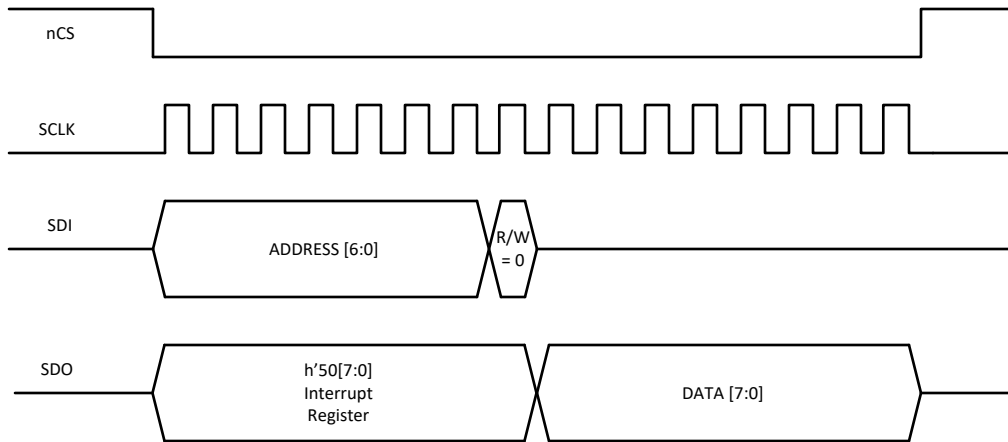 nCS
SCLK
SDI
ADDRESS [6:0]
R/W
= 0
SDO
h’50[7:0]
Interrupt
Register
DATA [7:0]